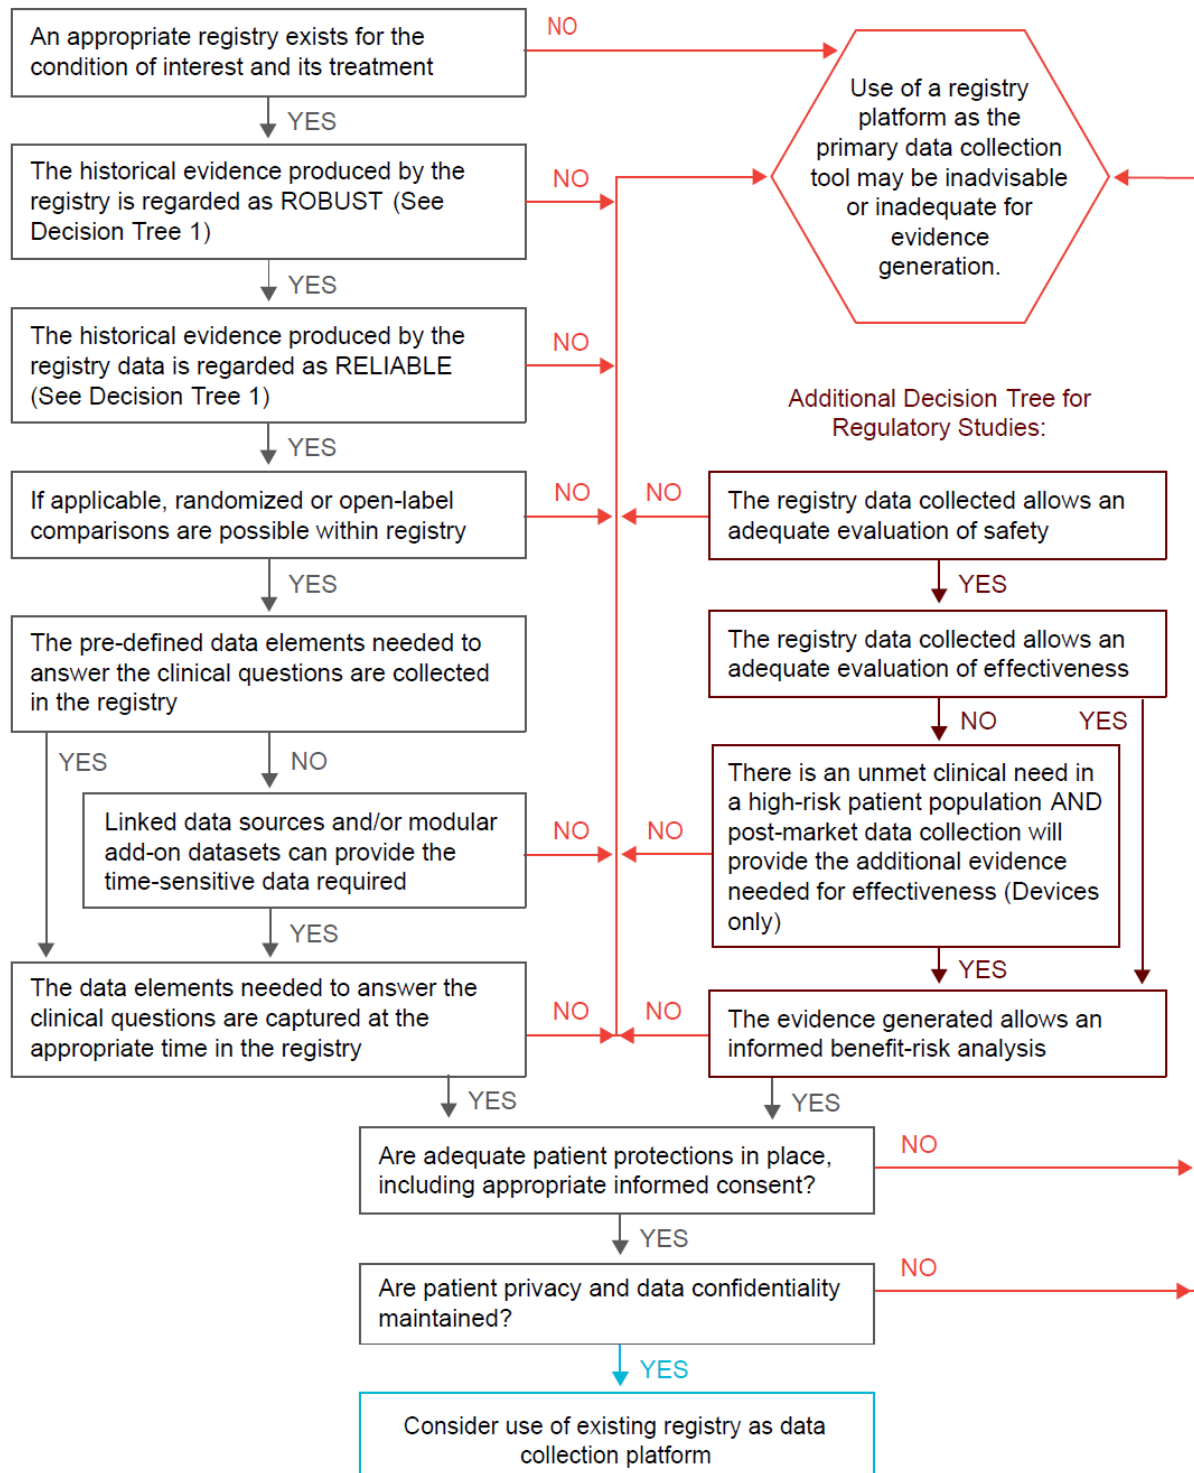 An appropriate registry exists for the
condition of interest and its treatment
NO
YES
Use of a registry
platform as the
primary data collection
tool may be inadvisable
or inadequate for
evidence
generation.
The historical evidence produced by the
registry is regarded as ROBUST (See
Decision Tree 1)
NO
YES
The historical evidence produced by the
registry data is regarded as RELIABLE
(See Decision Tree 1)
NO
YES
If applicable, randomized or open-label
comparisons are possible within registry
NO
YES
The pre-defined data elements needed to
answer the clinical questions are collected
in the registry
YES
NO
Linked data sources and/or modular
add-on datasets can provide the
time-sensitive data required
NO
YES
The data elements needed to answer the
clinical questions are captured at the
appropriate time in the registry
NO
YES
Additional Decision Tree for
Regulatory Studies:
The registry data collected allows an
adequate evaluation of safety
NO
YES
The registry data collected allows an
adequate evaluation of effectiveness
NO
YES
There is an unmet clinical need in
a high-risk patient population AND
post-market data collection will
provide the additional evidence
needed for effectiveness (Devices
only)
NO
YES
The evidence generated allows an
informed benefit-risk analysis
NO
YES
Are adequate patient protections in place,
including appropriate informed consent?
NO
YES
Are patient privacy and data confidentiality
maintained?
NO
YES
Consider use of existing registry as data
collection platform